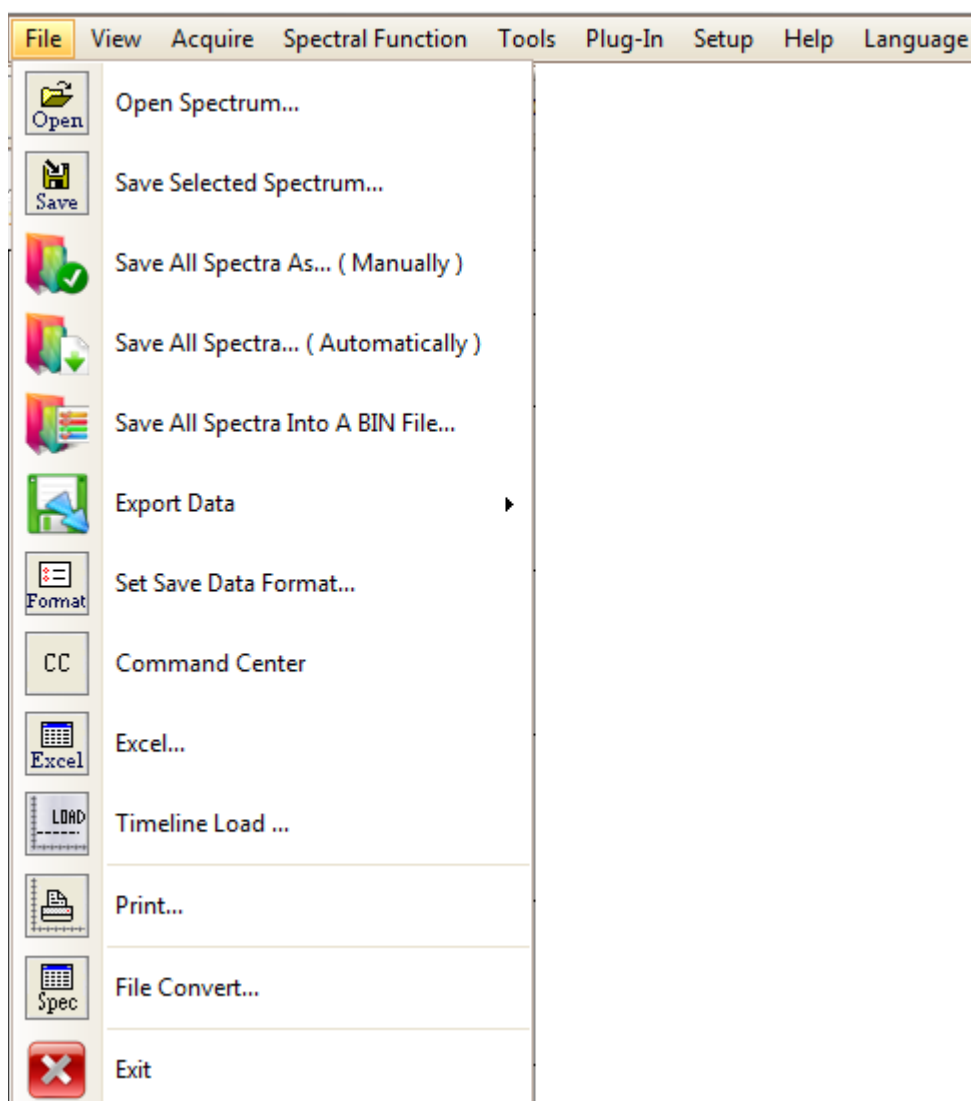 File View Acquire Spectral Function Tools Plug-In Setup Help Language
Open Open Spectrum...
Save Save Selected Spectrum...
Save All Spectra As... ( Manually )
Save All Spectra... ( Automatically )
Save All Spectra Into A BIN File...
Export Data
Format Set Save Data Format...
CC Command Center
Excel Excel...
LOAD Timeline Load ...
Print...
Spec File Convert...
Exit